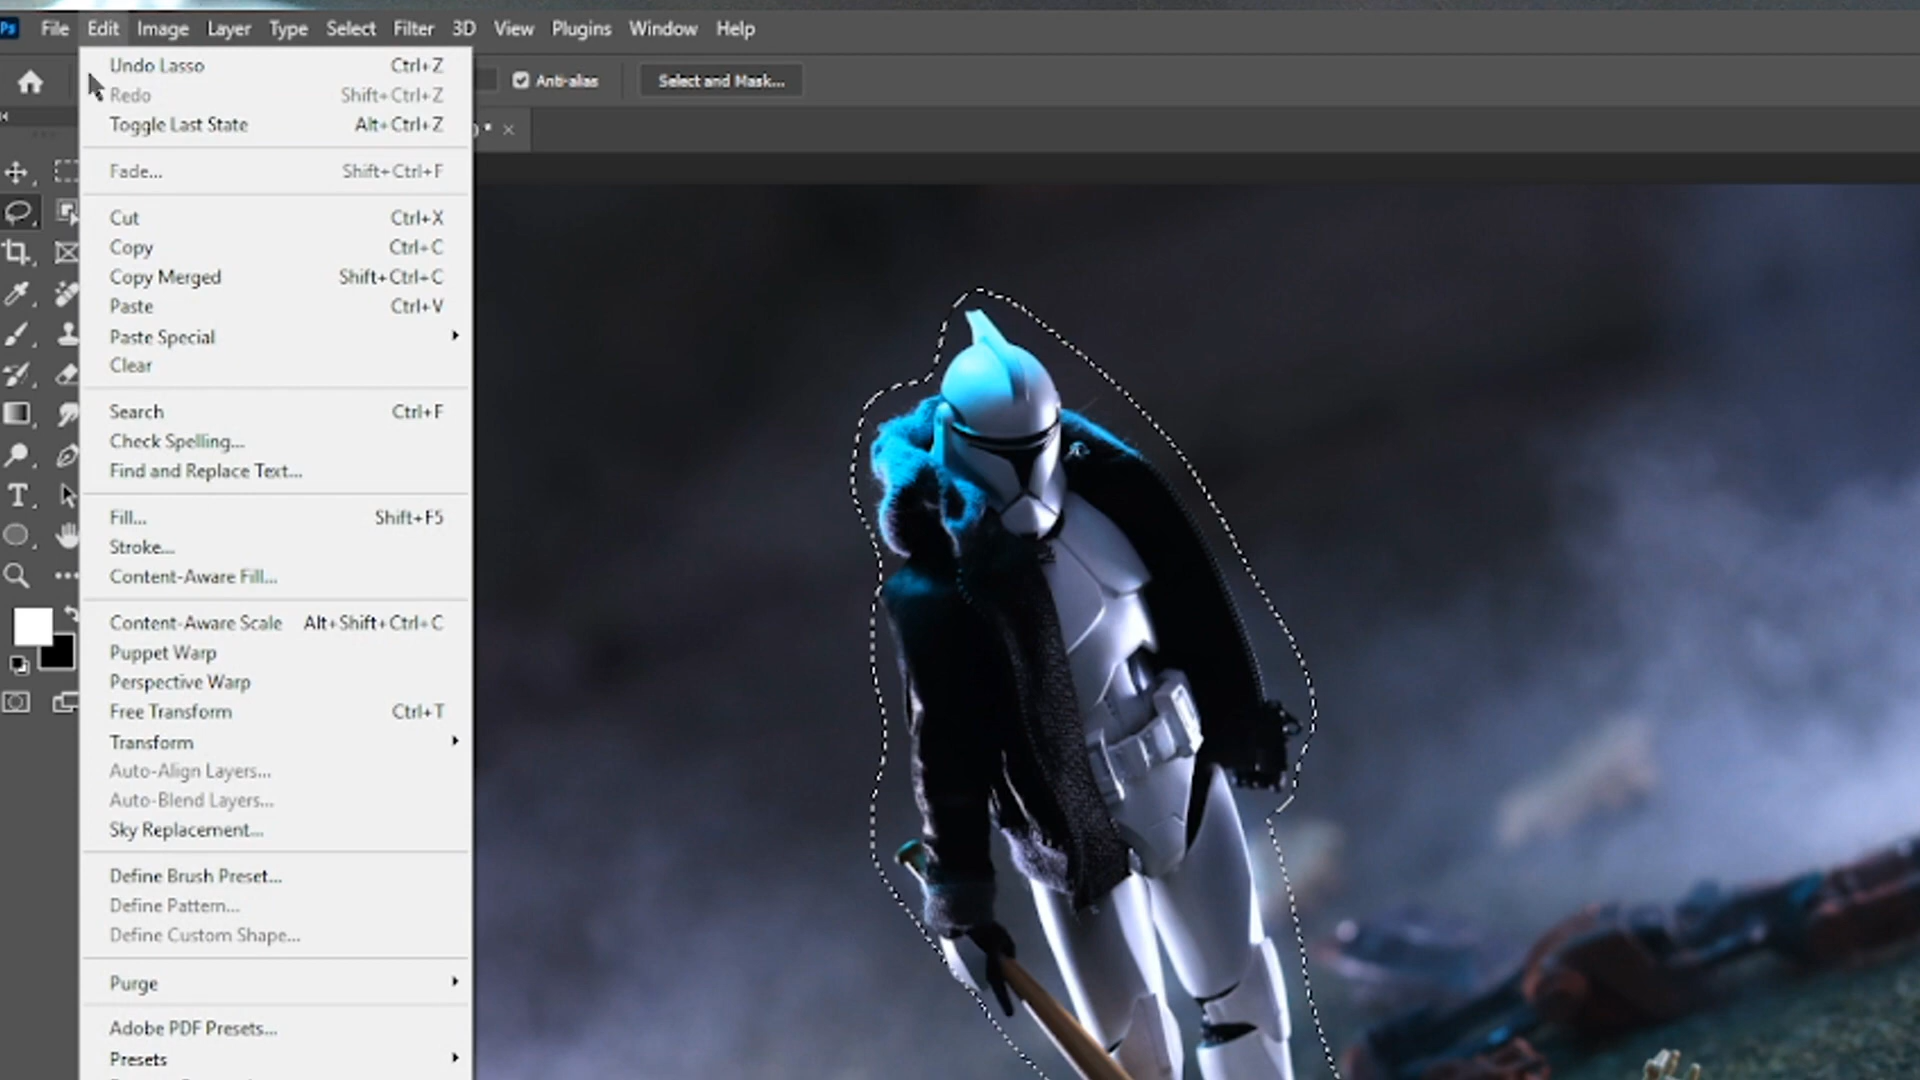 Ps File Edit Image Layer Type Select Filter 3D View Plugins Window Help
Undo Lasso Ctrl+Z
Anti-alias Select and Mask...
Redo Shift+Ctrl+Z
Toggle Last State Alt+Ctrl+Z
Fade... Shift+Ctrl+F
Cut Ctrl+X
Copy Ctrl+C
Copy Merged Shift+Ctrl+C
Paste Ctrl+V
Paste Special
Clear
Search Ctrl+F
Check Spelling...
Find and Replace Text...
Fill... Shift+F5
Stroke...
Content-Aware Fill...
Content-Aware Scale Alt+Shift+Ctrl+C
Puppet Warp
Perspective Warp
Free Transform Ctrl+T
Transform
Auto-Align Layers...
Auto-Blend Layers...
Sky Replacement...
Define Brush Preset...
Define Pattern...
Define Custom Shape...
Purge
Adobe PDF Presets...
Presets